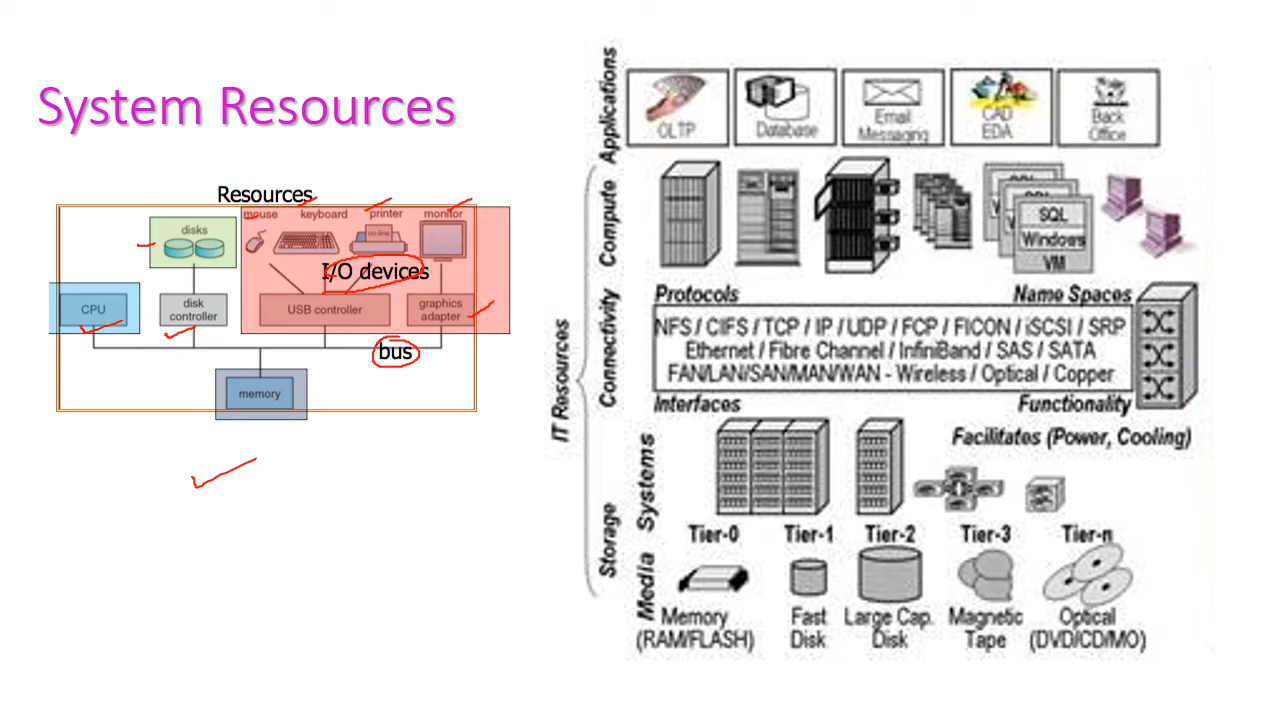 System Resources
Resources
mouse keyboard printer monitor
disks
on-line
I/O devices
CPU
disk
controller
USB controller
graphics
adapter
bus
memory
Applications
OLTP
Database
Email
Messaging
CAD
EDA
Back
Office
IT Resources
Compute
SQL
Windows
VM
Connectivity
Protocols Name Spaces
NFS / CIFS / TCP / IP / UDP / FCP / FICON / iSCSI / SRP
Ethernet / Fibre Channel / InfiniBand / SAS / SATA
FAN/LAN/SAN/MAN/WAN - Wireless / Optical / Copper
Interfaces Functionality
Facilitates (Power, Cooling)
Storage
Systems
Tier-0 Tier-1 Tier-2 Tier-3 Tier-n
Media
Memory
(RAM/FLASH)
Fast
Disk
Large Cap.
Disk
Magnetic
Tape
Optical
(DVD/CD/MO)